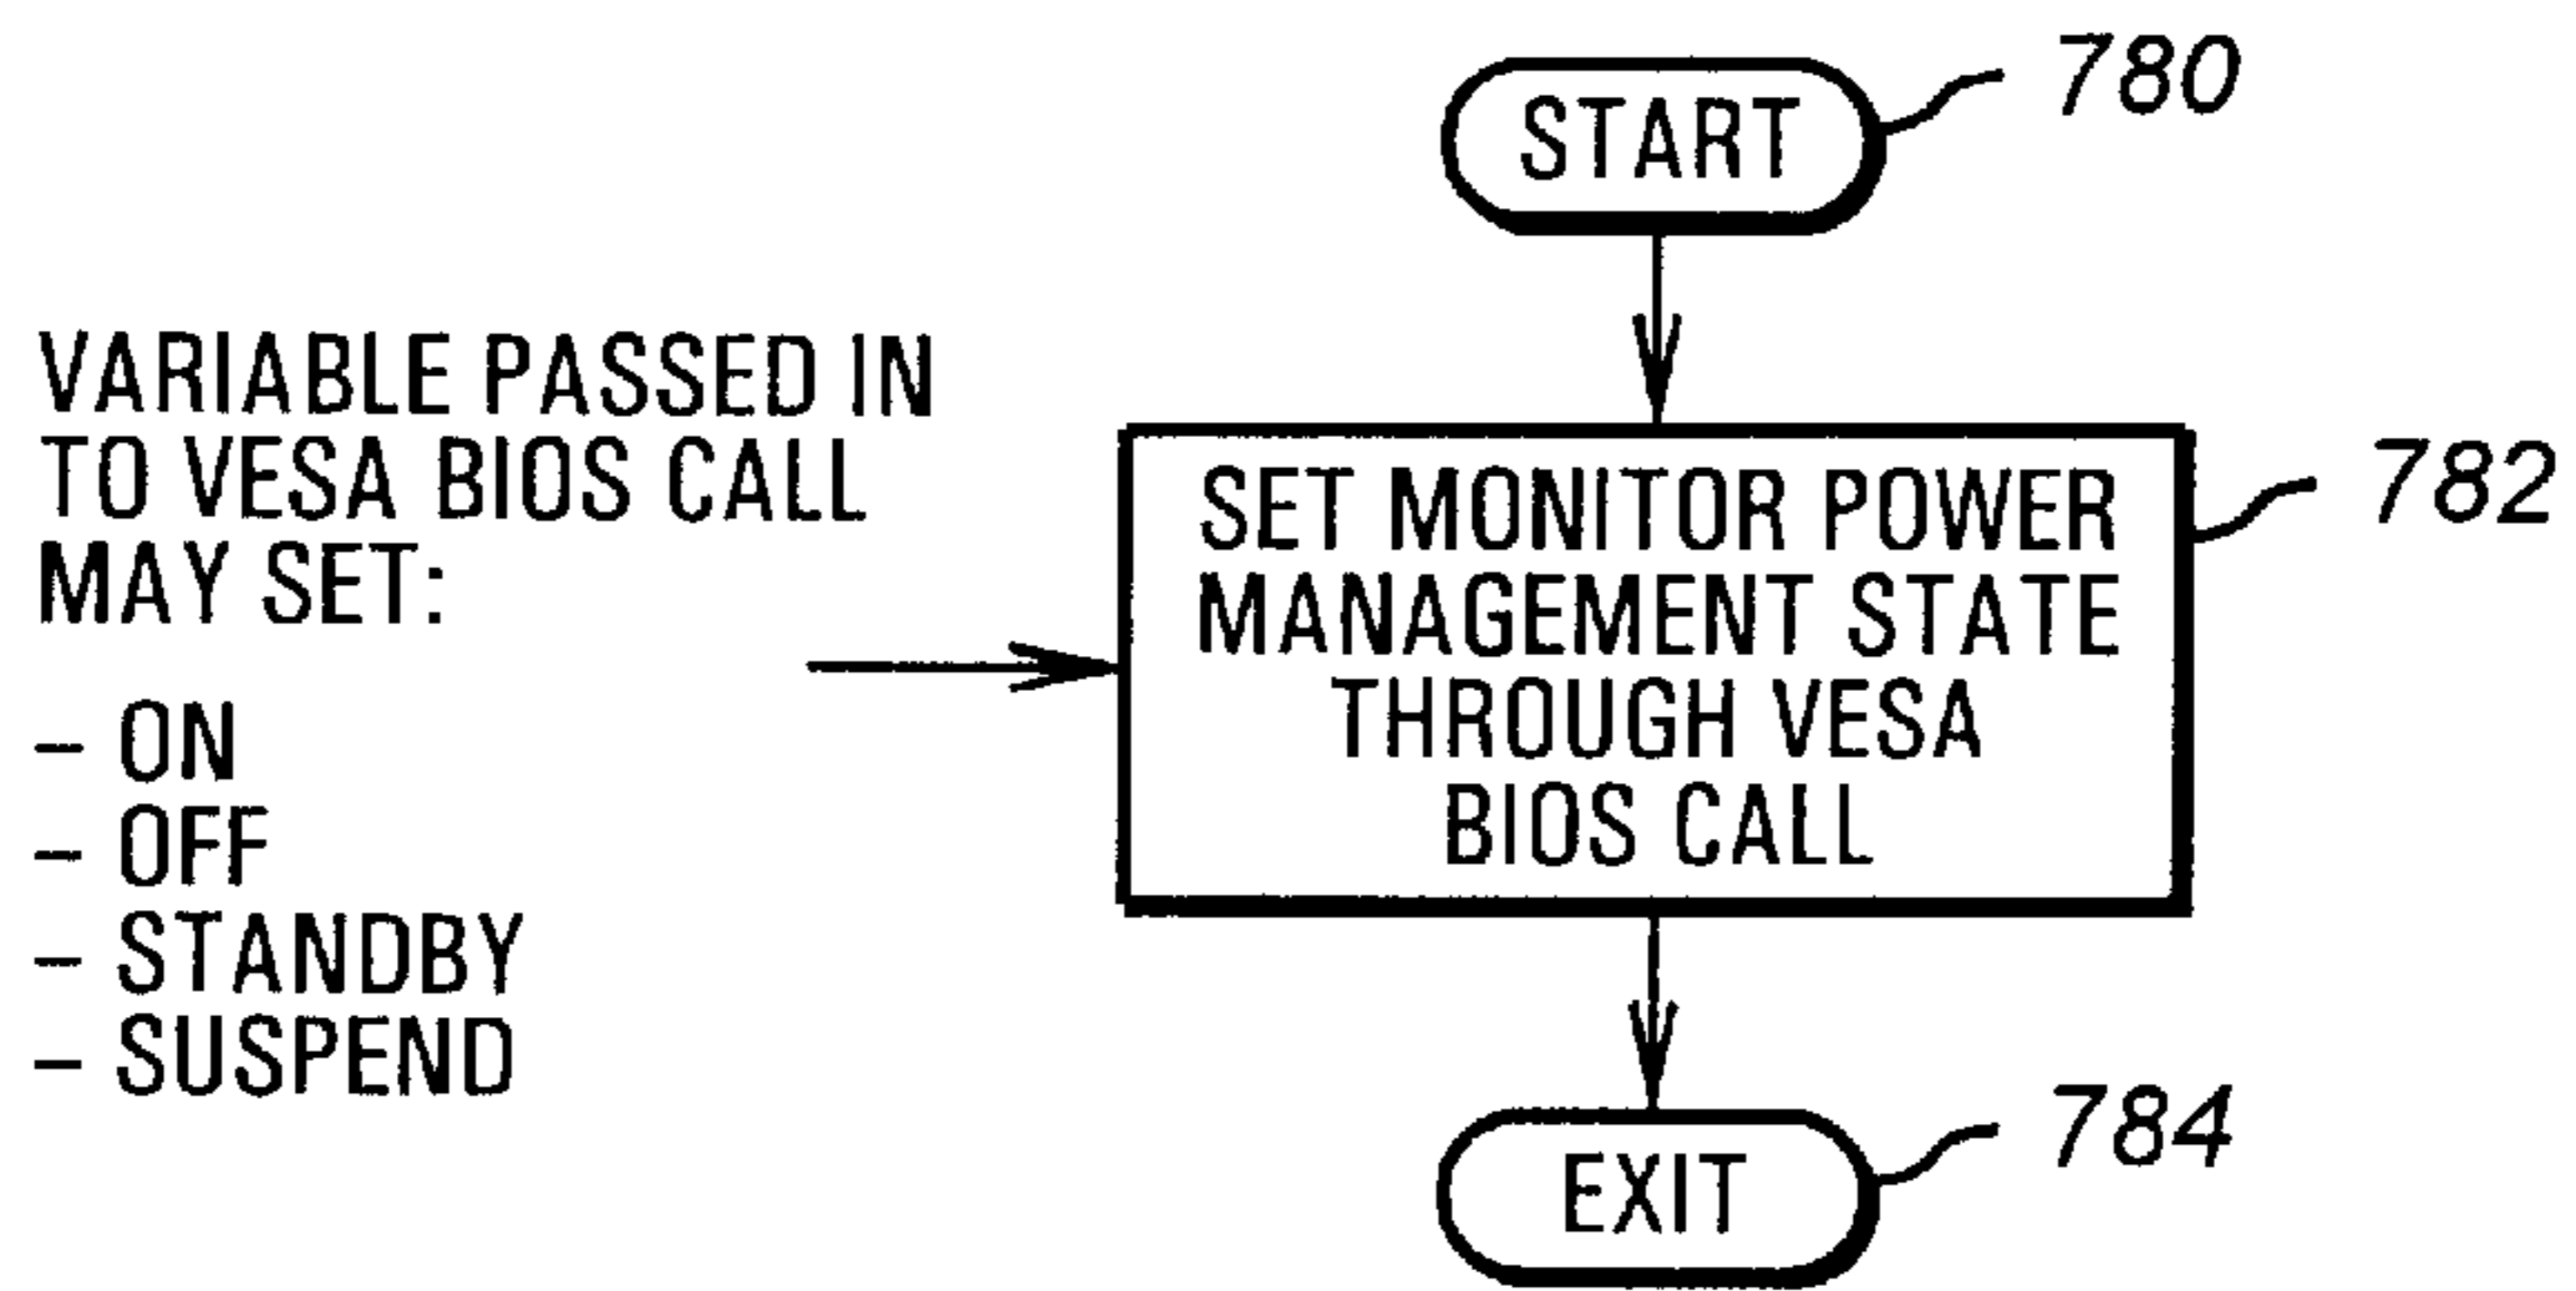 START
780
VARIABLE PASSED IN
TO VESA BIOS CALL
MAY SET:
- ON
- OFF
- STANDBY
- SUSPEND
SET MONITOR POWER
MANAGEMENT STATE
THROUGH VESA
BIOS CALL
782
EXIT
784